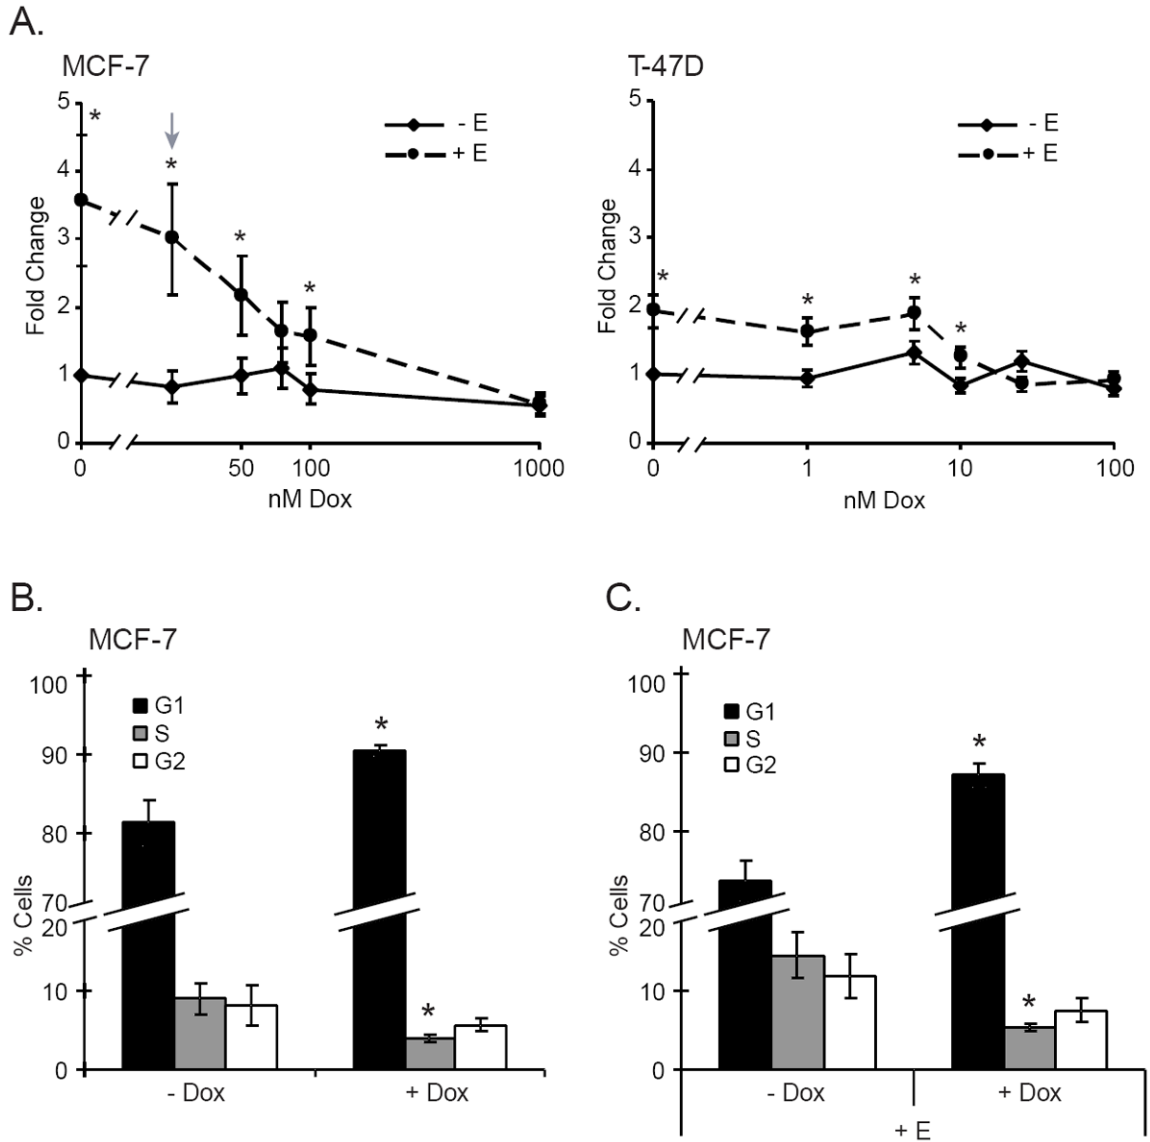 A.
MCF-7
5
4
3
2
1
0
Fold Change
*
*
*
*
- E
+ E
0
50
100
1000
nM Dox
T-47D
5
4
3
2
1
0
Fold Change
*
*
*
*
- E
+ E
0
1
10
100
nM Dox
B.
MCF-7
100
90
80
70
20
10
0
% Cells
G1
S
G2
*
*
- Dox
+ Dox
C.
MCF-7
100
90
80
70
20
10
0
% Cells
G1
S
G2
*
*
- Dox
+ Dox
+ E